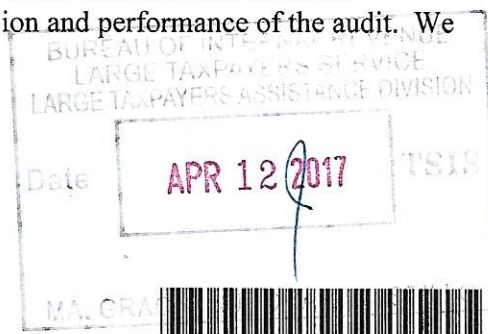 ion and performance of the audit. We
BUREAU OF INTERNAL REVENUE
LARGE TAXPAYERS SERVICE
LARGE TAXPAYERS ASSISTANCE DIVISION
Date APR 12 2017 TSIS
MA. GRA